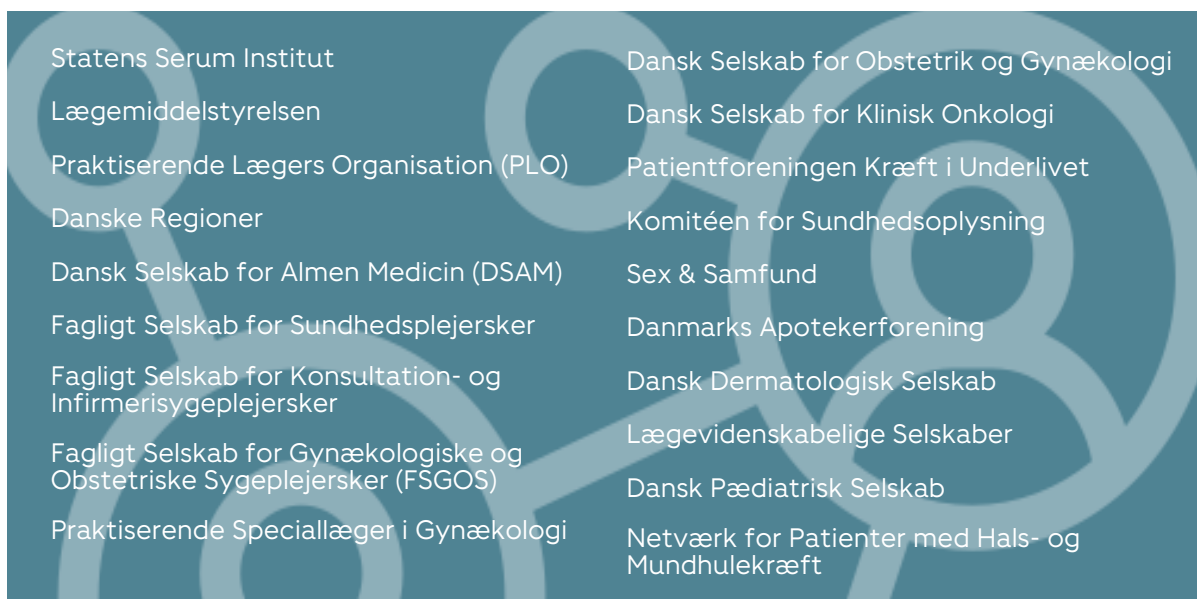 Statens Serum Institut
Lægemiddelstyrelsen
Praktiserende Lægers Organisation (PLO)
Danske Regioner
Dansk Selskab for Almen Medicin (DSAM)
Fagligt Selskab for Sundhedsplejersker
Fagligt Selskab for Konsultation- og
Infirmerisygeplejersker
Fagligt Selskab for Gynækologiske og
Obstetriske Sygeplejersker (FSGOS)
Praktiserende Speciallæger i Gynækologi
Dansk Selskab for Obstetrik og Gynækologi
Dansk Selskab for Klinisk Onkologi
Patientforeningen Kræft i Underlivet
Komitéen for Sundhedsoplysning
Sex & Samfund
Danmarks Apotekerforening
Dansk Dermatologisk Selskab
Lægevidenskabelige Selskaber
Dansk Pædiatrisk Selskab
Netværk for Patienter med Hals- og
Mundhulekræft